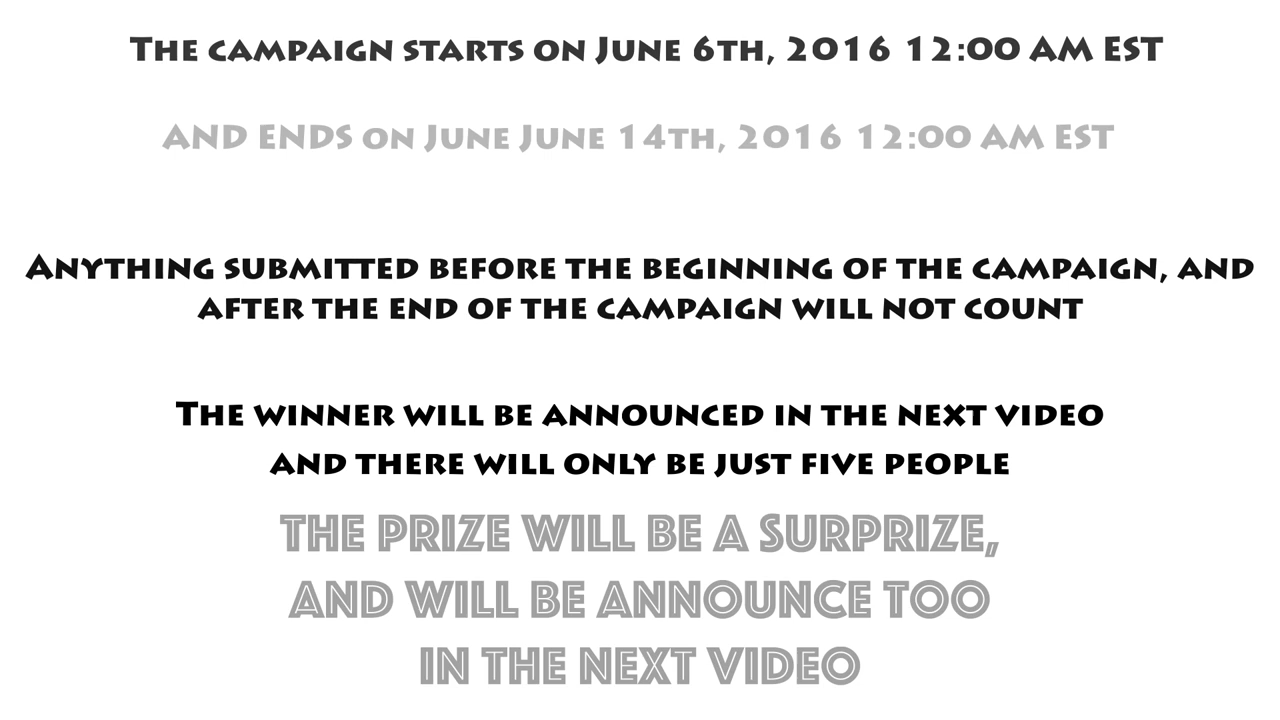 The campaign starts on June 6th, 2016 12:00 AM EST
AND ENDS on June June 14th, 2016 12:00 AM EST
Anything submitted before the beginning of the campaign, and
after the end of the campaign will not count
The winner will be announced in the next video
and there will only be just five people
THE PRIZE WILL BE A SURPRIZE,
AND WILL BE ANNOUNCE TOO
IN THE NEXT VIDEO